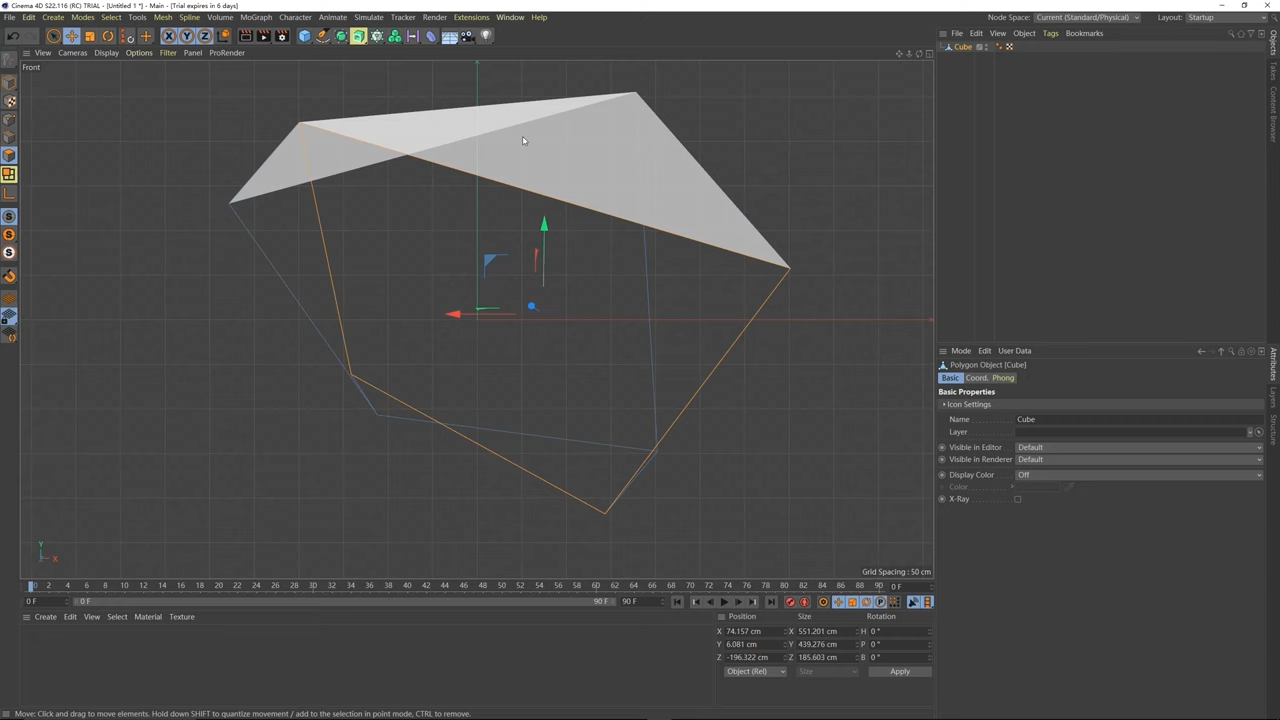 Cinema 4D S22.116 (RC) TRIAL - [Untitled 1 *] - Main - [Trial expires in 6 days]
File Edit Create Modes Select Tools Mesh Spline Volume MoGraph Character Animate Simulate Tracker Render Extensions Window Help
Node Space: Current (Standard/Physical) Layout: Startup
X Y Z
View Cameras Display Options Filter Panel ProRender
File Edit View Object Tags Bookmarks
Front
Cube
Objects
Takes
Content Browser
S
S
S
Mode Edit User Data
Polygon Object [Cube]
Basic Coord. Phong
Basic Properties
Icon Settings
Name Cube
Layer
Visible in Editor Default
Visible in Renderer Default
Display Color Off
Color
X-Ray
Attributes
Layers
Structure
Y
X
Grid Spacing : 50 cm
0 2 4 6 8 10 12 14 16 18 20 22 24 26 28 30 32 34 36 38 40 42 44 46 48 50 52 54 56 58 60 62 64 66 68 70 72 74 76 78 80 82 84 86 88 90 0 F
0 F 0 F 90 F 90 F
P
Create Edit View Select Material Texture
Position Size Rotation
X 74.157 cm X 551.201 cm H 0 °
Y 6.081 cm Y 439.276 cm P 0 °
Z -196.322 cm Z 185.603 cm B 0 °
Object (Rel) Size Apply
Move: Click and drag to move elements. Hold down SHIFT to quantize movement / add to the selection in point mode, CTRL to remove.